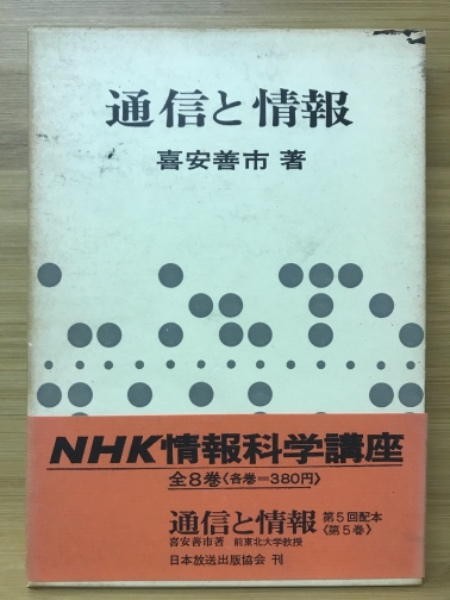 通信と情報
喜安善市 著
NHK情報科学講座
全8巻〈各巻=380円〉
通信と情報 第5回配本〈第5巻〉
喜安善市著 前東北大学教授
日本放送出版協会 刊